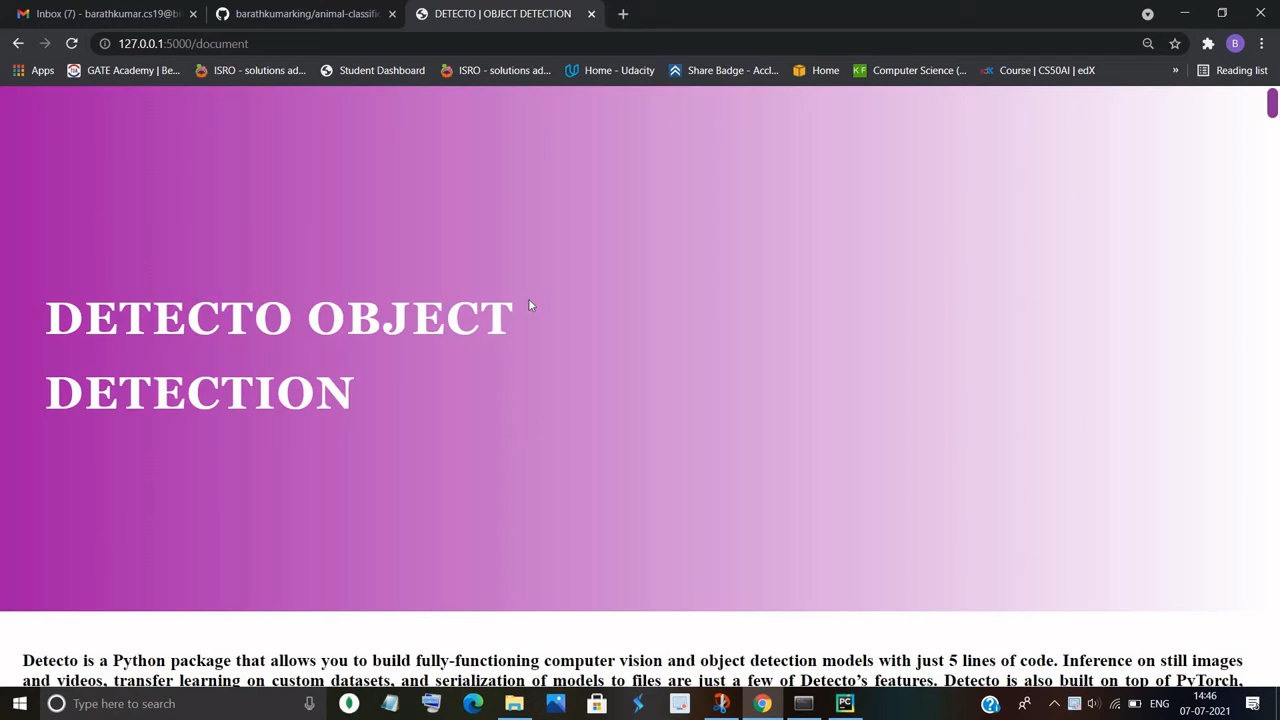 Inbox (7) - barathkumar.cs19@bi
barathkumarking/animal-classific
DETECTO | OBJECT DETECTION
127.0.0.1:5000/document
B
Apps
GATE Academy | Be...
ISRO - solutions ad...
Student Dashboard
ISRO - solutions ad...
Home - Udacity
Share Badge - Accl...
Home
KF
Computer Science (...
edX
Course | CS50AI | edX
»
Reading list
DETECTO OBJECT
DETECTION
Detecto is a Python package that allows you to build fully-functioning computer vision and object detection models with just 5 lines of code. Inference on still images
and videos, transfer learning on custom datasets, and serialization of models to files are just a few of Detecto’s features. Detecto is also built on top of PyTorch,
Type here to search
PC
ENG
14:46
07-07-2021